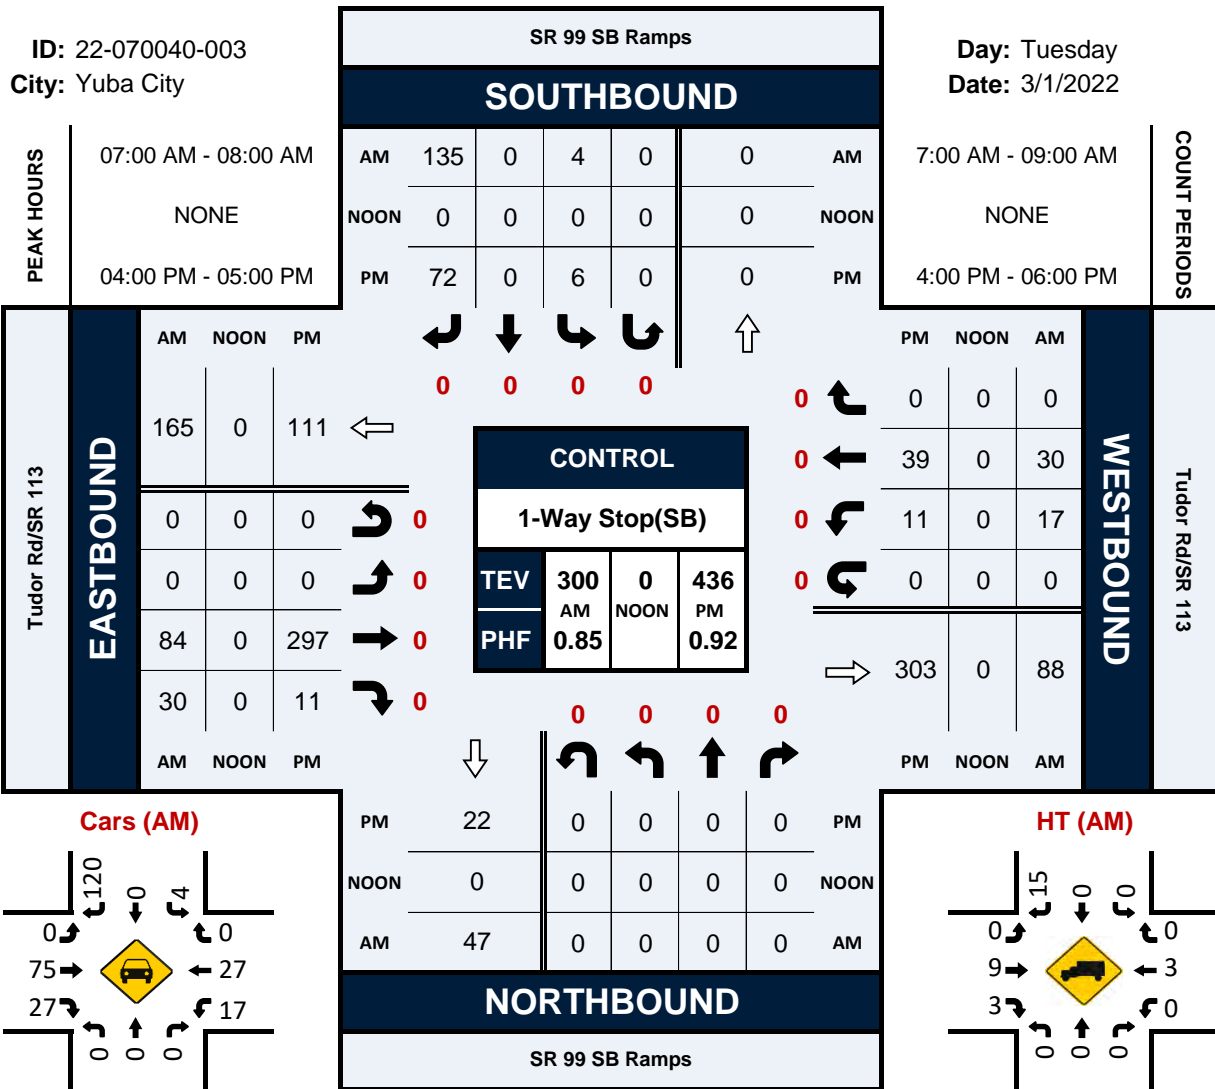 SR 99 SB Ramps
ID: 22-070040-003
Day: Tuesday
City: Yuba City
Date: 3/1/2022
SOUTHBOUND
PEAK HOURS
07:00 AM - 08:00 AM
NONE
04:00 PM - 05:00 PM
AM 135 0 4 0 0 AM
NOON 0 0 0 0 0 NOON
PM 72 0 6 0 0 PM
7:00 AM - 09:00 AM
NONE
4:00 PM - 06:00 PM
COUNT PERIODS
0 0 0 0
Tudor Rd/SR 113
EASTBOUND
AM NOON PM
165 0 111
0 0 0 0
0 0 0 0
84 0 297 0
30 0 11 0
AM NOON PM
CONTROL
1-Way Stop(SB)
TEV 300 0 436
AM NOON PM
PHF 0.85 0.92
PM NOON AM
0 0 0 0
0 39 0 30
0 11 0 17
0 0 0 0
303 0 88
PM NOON AM
WESTBOUND
Tudor Rd/SR 113
0 0 0 0
PM 22 0 0 0 0 PM
NOON 0 0 0 0 0 NOON
AM 47 0 0 0 0 AM
NORTHBOUND
SR 99 SB Ramps
Cars (AM)
120 0 4
0 0
75 27
27 17
0 0 0
HT (AM)
15 0 0
0 0
9 3
3 0
0 0 0